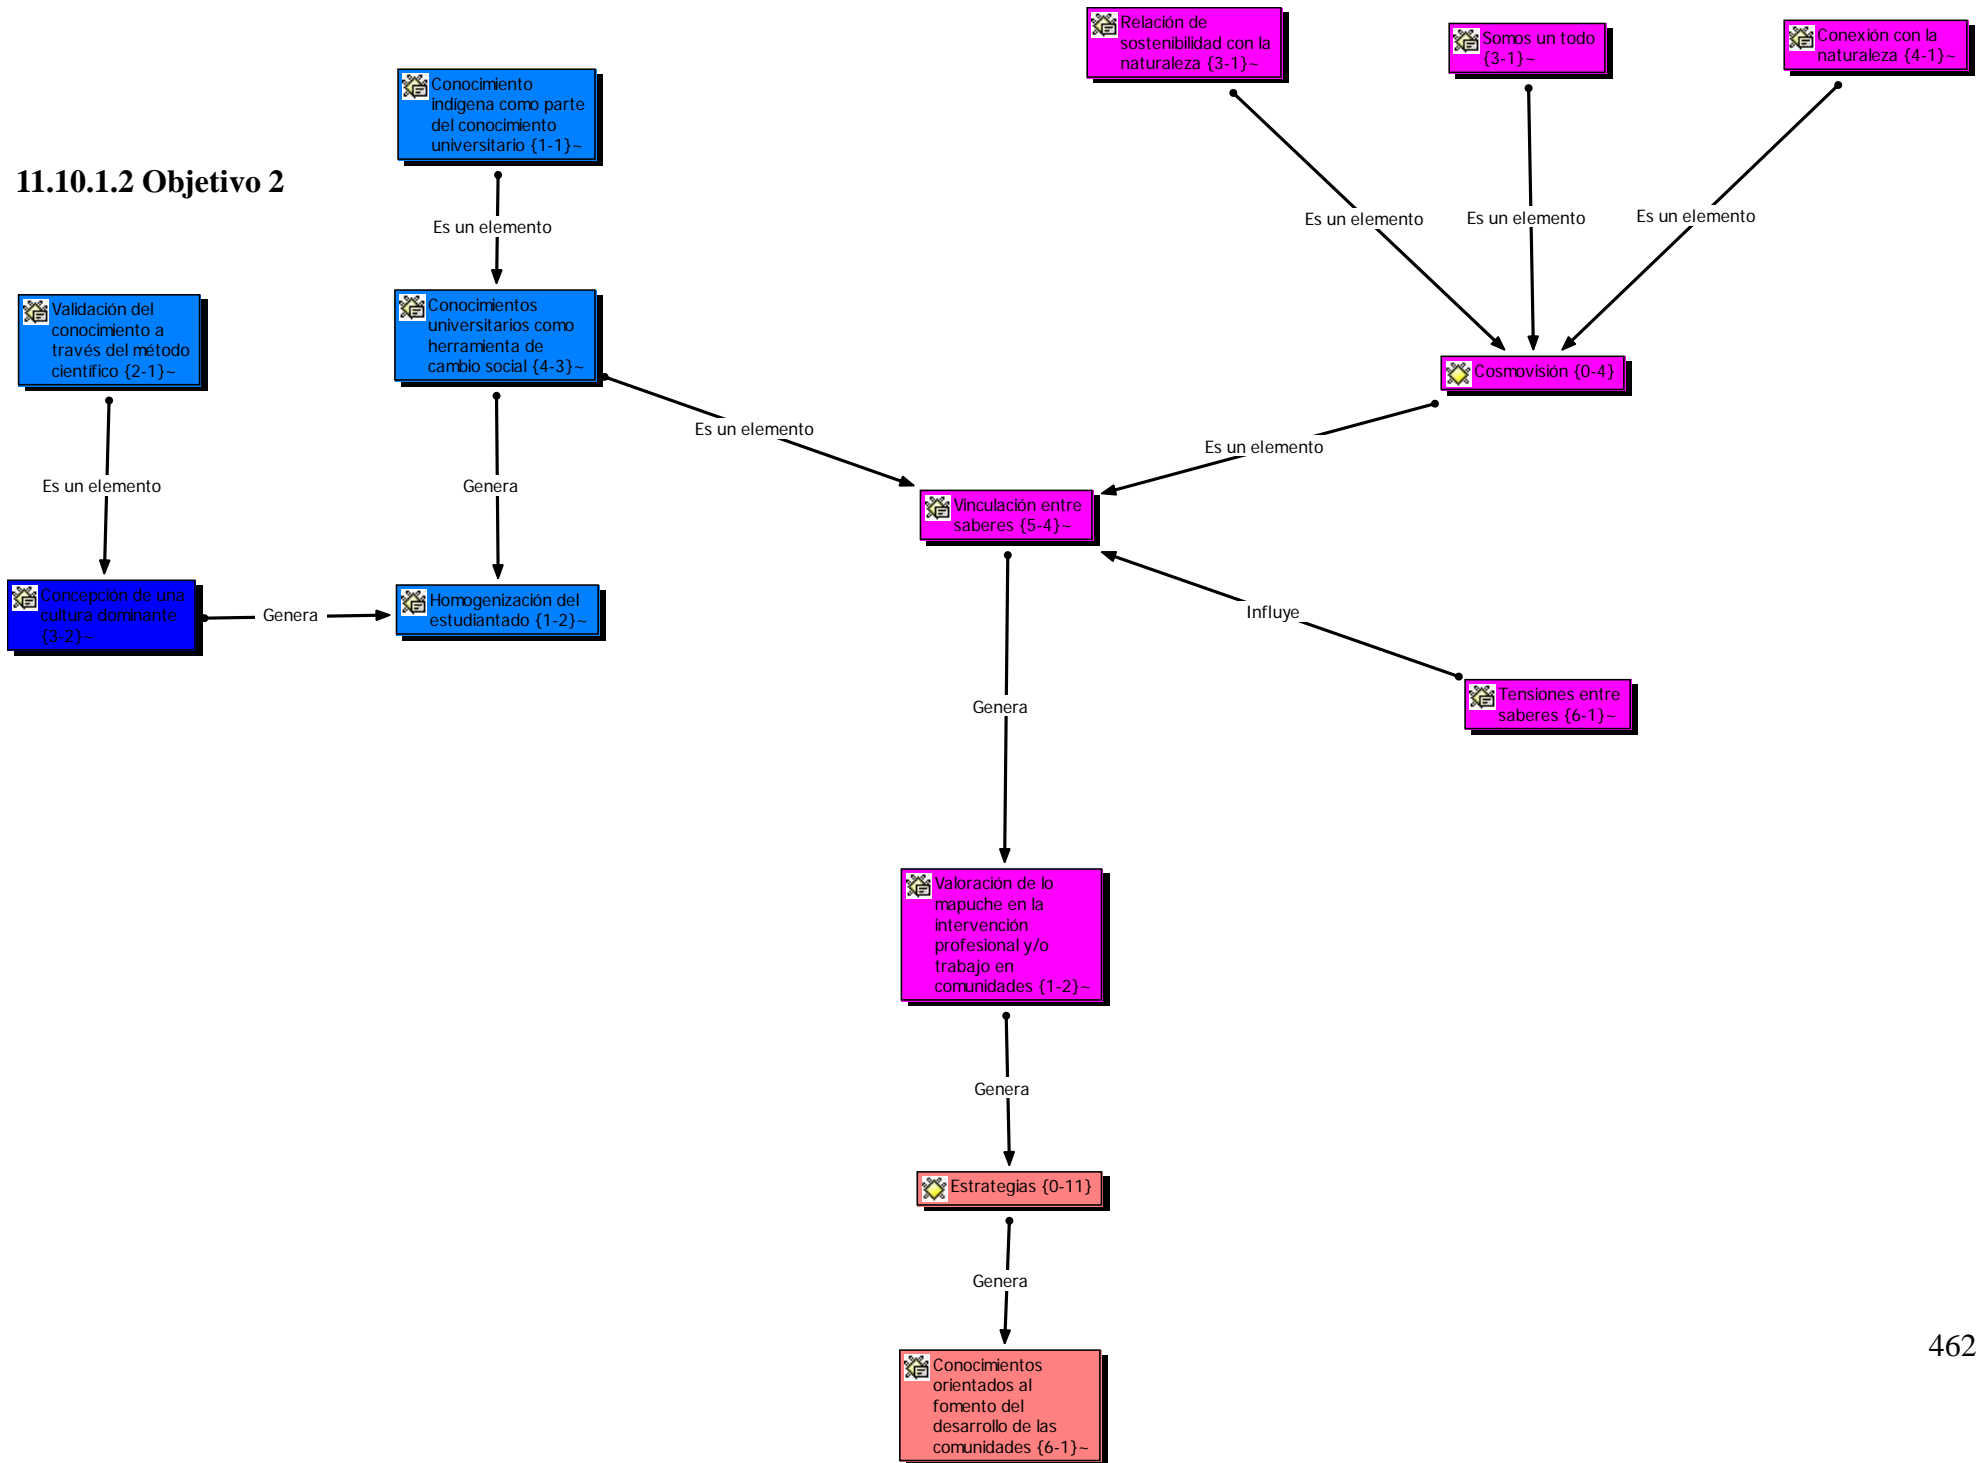 Relación de
sostenibilidad con la
naturaleza {3-1}~
Somos un todo
{3-1}~
Conexión con la
naturaleza {4-1}~
Conocimiento
indígena como parte
del conocimiento
universitario {1-1}~
11.10.1.2 Objetivo 2
Es un elemento
Es un elemento
Es un elemento
Es un elemento
Validación del
conocimiento a
través del método
científico {2-1}~
Conocimientos
universitarios como
herramienta de
cambio social {4-3}~
Cosmovisión {0-4}
Es un elemento
Es un elemento
Es un elemento
Genera
Vinculación entre
saberes {5-4}~
Concepción de una
cultura dominante
{3-2}~
Genera
Homogenización del
estudiantado {1-2}~
Influye
Tensiones entre
saberes {6-1}~
Genera
Valoración de lo
mapuche en la
intervención
profesional y/o
trabajo en
comunidades {1-2}~
Genera
Estrategias {0-11}
Genera
Conocimientos
orientados al
fomento del
desarrollo de las
comunidades {6-1}~
462